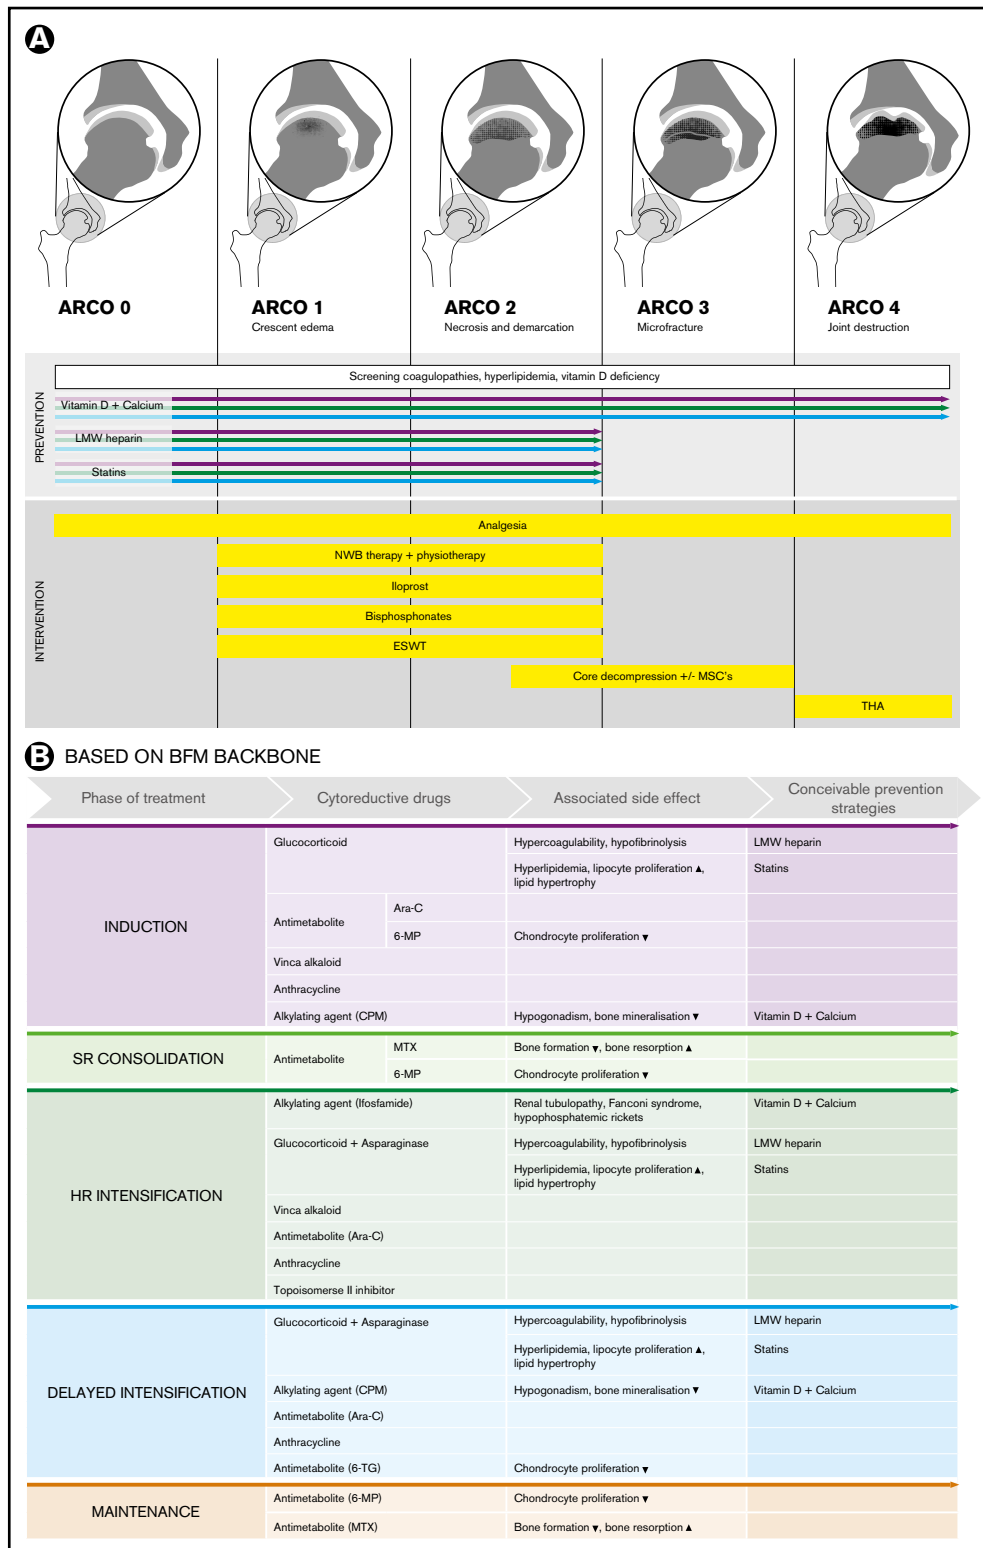 A
ARCO 0
ARCO 1
Crescent edema
ARCO 2
Necrosis and demarcation
ARCO 3
Microfracture
ARCO 4
Joint destruction
PREVENTION
Screening coagulopathies, hyperlipidemia, vitamin D deficiency
Vitamin D + Calcium
LMW heparin
Statins
INTERVENTION
Analgesia
NWB therapy + physiotherapy
Iloprost
Bisphosphonates
ESWT
Core decompression +/- MSC's
THA
B BASED ON BFM BACKBONE
Phase of treatment
Cytoreductive drugs
Associated side effect
Conceivable prevention
strategies
INDUCTION
Glucocorticoid
Hypercoagulability, hypofibrinolysis
LMW heparin
Hyperlipidemia, lipocyte proliferation ▲,
lipid hypertrophy
Statins
Antimetabolite
Ara-C
6-MP
Chondrocyte proliferation ▼
Vinca alkaloid
Anthracycline
Alkylating agent (CPM)
Hypogonadism, bone mineralisation ▼
Vitamin D + Calcium
SR CONSOLIDATION
Antimetabolite
MTX
Bone formation ▼, bone resorption ▲
6-MP
Chondrocyte proliferation ▼
HR INTENSIFICATION
Alkylating agent (Ifosfamide)
Renal tubulopathy, Fanconi syndrome,
hypophosphatemic rickets
Vitamin D + Calcium
Glucocorticoid + Asparaginase
Hypercoagulability, hypofibrinolysis
LMW heparin
Hyperlipidemia, lipocyte proliferation ▲,
lipid hypertrophy
Statins
Vinca alkaloid
Antimetabolite (Ara-C)
Anthracycline
Topoisomerse II inhibitor
DELAYED INTENSIFICATION
Glucocorticoid + Asparaginase
Hypercoagulability, hypofibrinolysis
LMW heparin
Hyperlipidemia, lipocyte proliferation ▲,
lipid hypertrophy
Statins
Alkylating agent (CPM)
Hypogonadism, bone mineralisation ▼
Vitamin D + Calcium
Antimetabolite (Ara-C)
Anthracycline
Antimetabolite (6-TG)
Chondrocyte proliferation ▼
MAINTENANCE
Antimetabolite (6-MP)
Chondrocyte proliferation ▼
Antimetabolite (MTX)
Bone formation ▼, bone resorption ▲